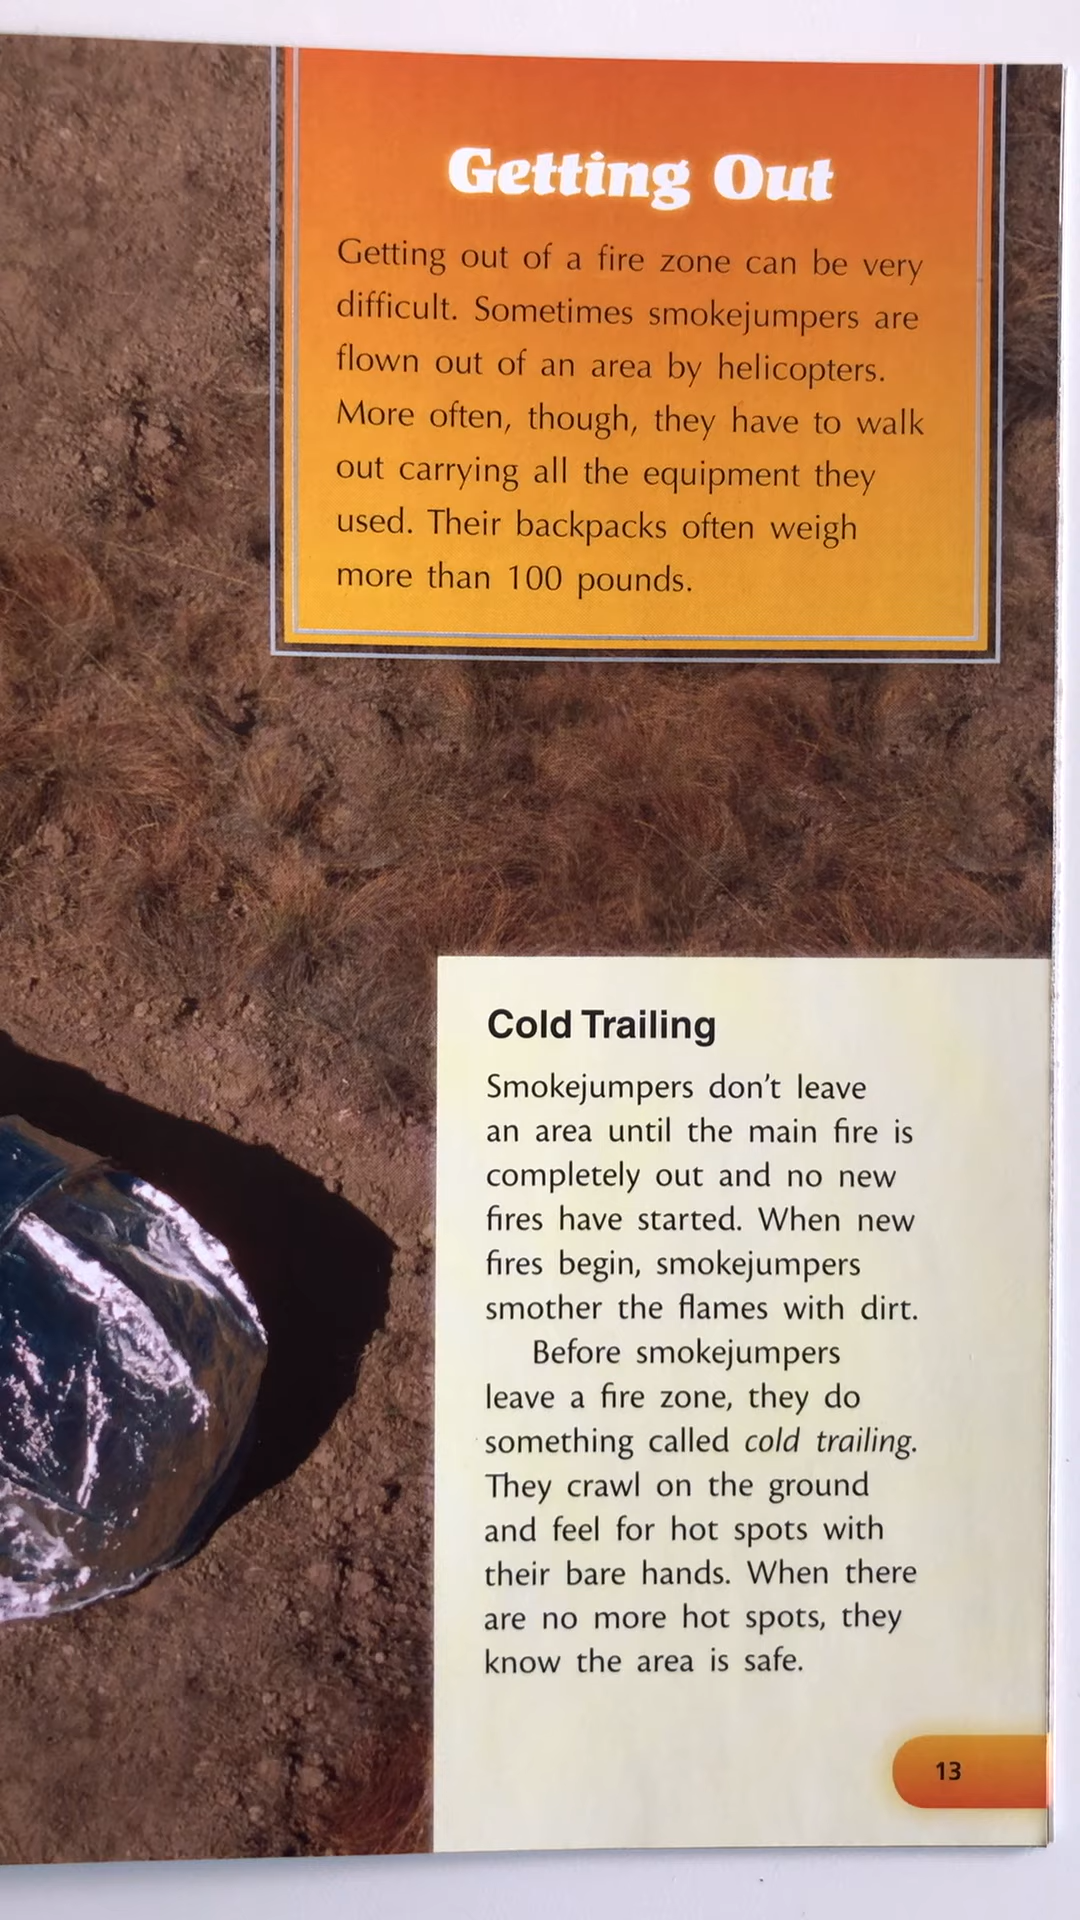 Getting Out
Getting out of a fire zone can be very
difficult. Sometimes smokejumpers are
flown out of an area by helicopters.
More often, though, they have to walk
out carrying all the equipment they
used. Their backpacks often weigh
more than 100 pounds.
Cold Trailing
Smokejumpers don't leave
an area until the main fire is
completely out and no new
fires have started. When new
fires begin, smokejumpers
smother the flames with dirt.
Before smokejumpers
leave a fire zone, they do
something called cold trailing.
They crawl on the ground
and feel for hot spots with
their bare hands. When there
are no more hot spots, they
know the area is safe.
13